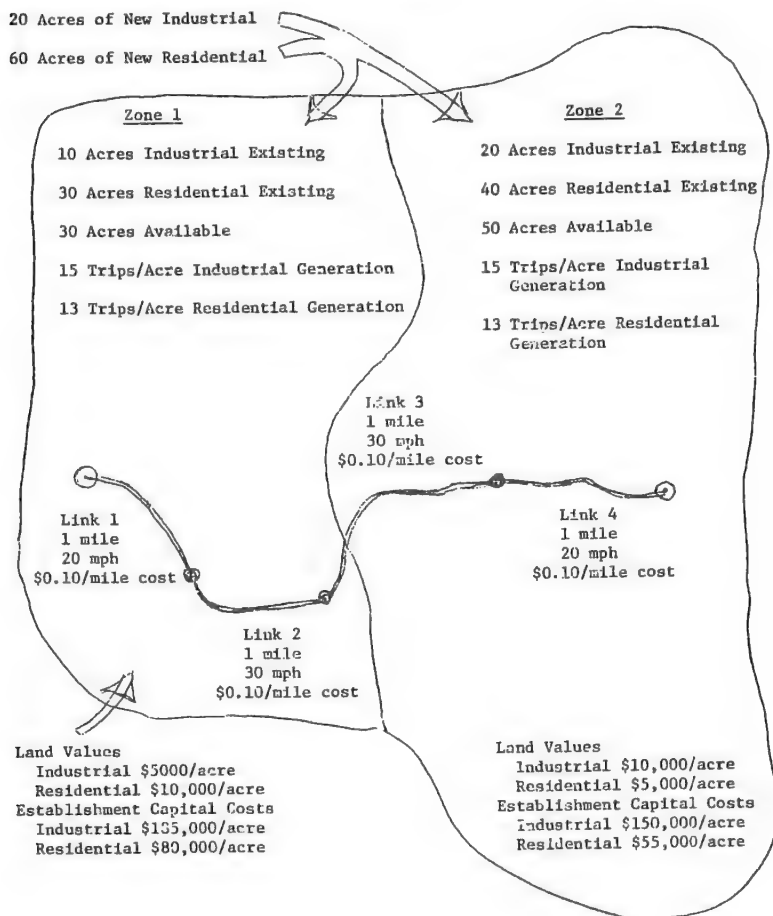 20 Acres of New Industrial
60 Acres of New Residential
Zone 1
10 Acres Industrial Existing
30 Acres Residential Existing
30 Acres Available
15 Trips/Acre Industrial Generation
13 Trips/Acre Residential Generation
Zone 2
20 Acres Industrial Existing
40 Acres Residential Existing
50 Acres Available
15 Trips/Acre Industrial
Generation
13 Trips/Acre Residential
Generation
Link 3
1 mile
30 mph
$0.10/mile cost
Link 1
1 mile
20 mph
$0.10/mile cost
Link 4
1 mile
20 mph
$0.10/mile cost
Link 2
1 mile
30 mph
$0.10/mile cost
Land Values
Industrial $5000/acre
Residential $10,000/acre
Establishment Capital Costs
Industrial
Residential $80,000/acre
Land Values
Industrial $10,000/acre
Residential $5,000/acre
Establishment Capital Costs
Industrial $150,000/acre
Residential $55,000/acre